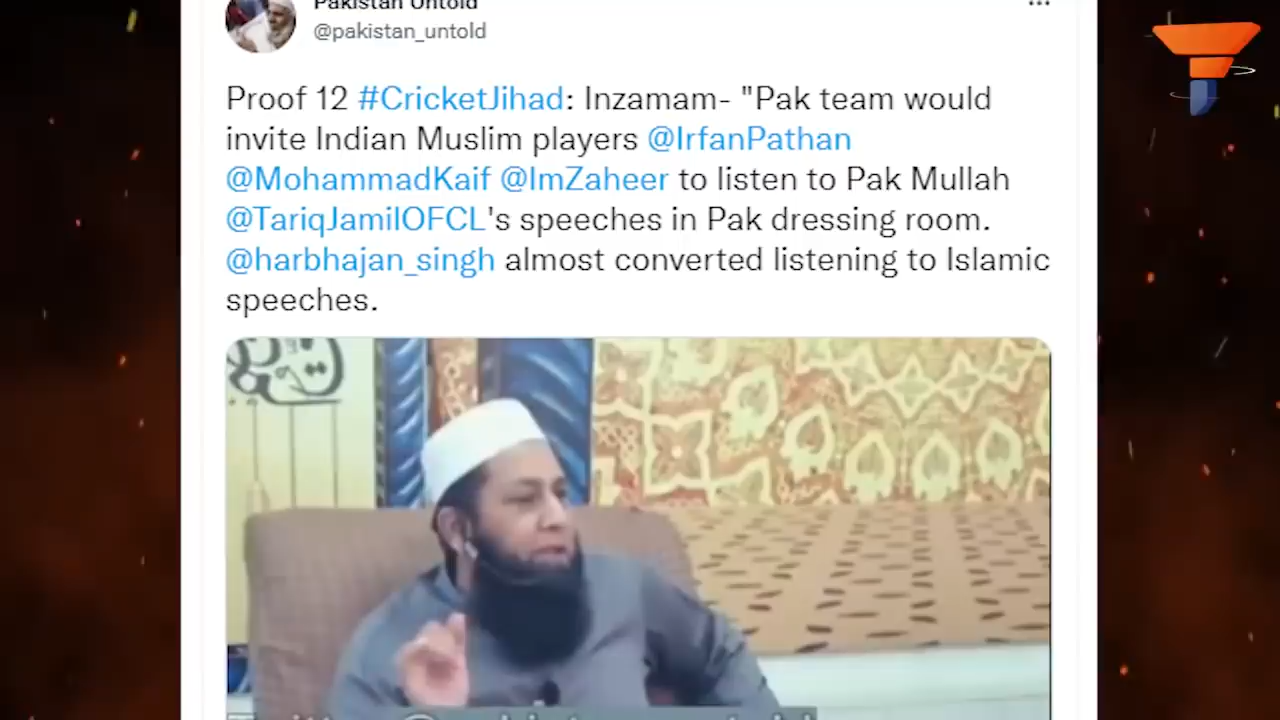 Pakistan Untold
@pakistan_untold
Proof 12 #CricketJihad: Inzamam- "Pak team would
invite Indian Muslim players @IrfanPathan
@MohammadKaif @ImZaheer to listen to Pak Mullah
@TariqJamilOFCL's speeches in Pak dressing room.
@harbhajan_singh almost converted listening to Islamic
speeches.